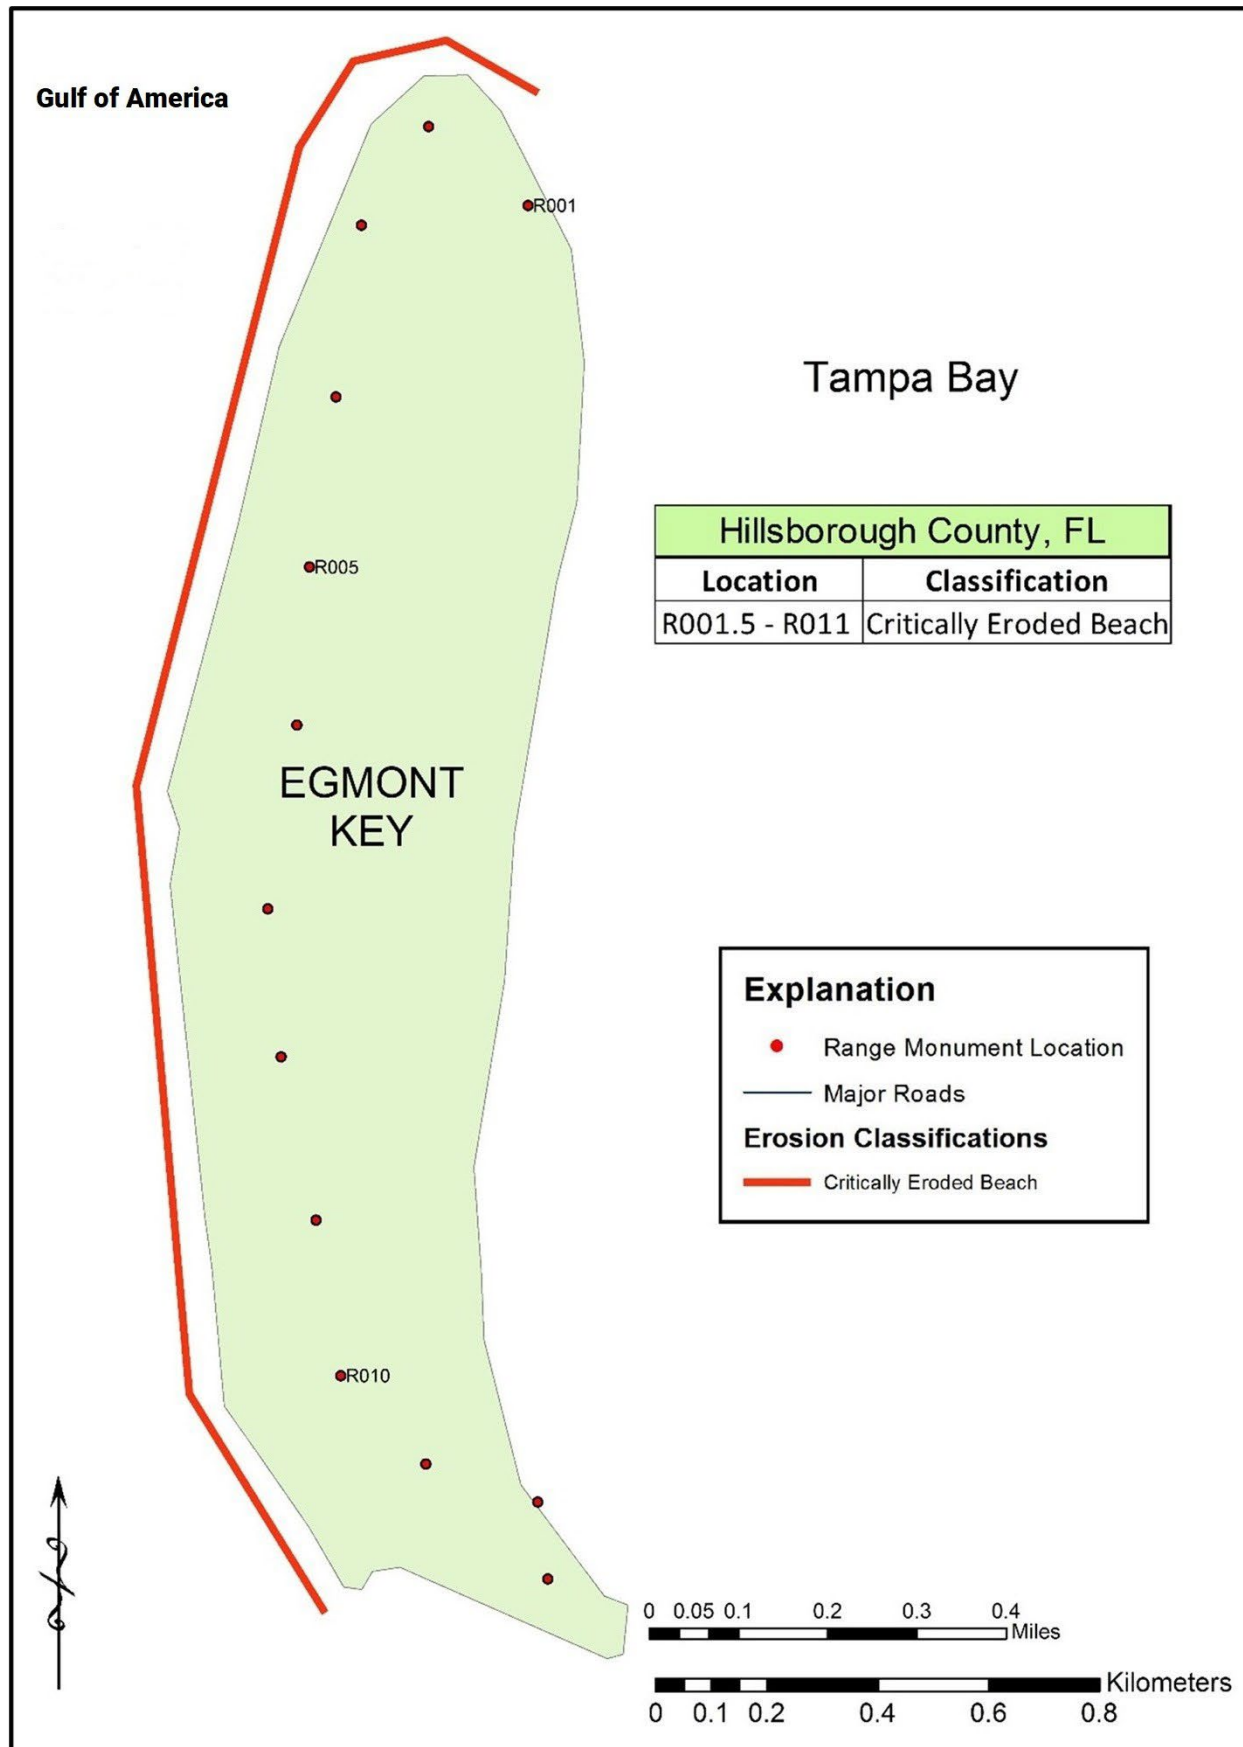 Gulf of America
R001
Tampa Bay
Hillsborough County, FL
Location Classification
R001.5 - R011 Critically Eroded Beach
R005
EGMONT
KEY
Explanation
Range Monument Location
Major Roads
Erosion Classifications
Critically Eroded Beach
R010
0 0.05 0.1 0.2 0.3 0.4
Miles
Kilometers
0 0.1 0.2 0.4 0.6 0.8